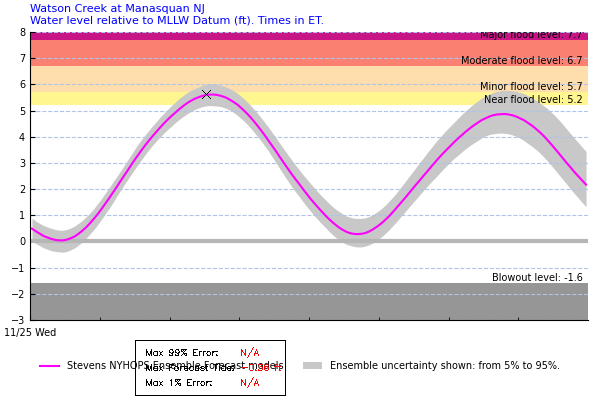 Watson Creek at Manasquan NJ
Water level relative to MLLW Datum (ft). Times in ET.
8
Major flood level: 7.7
7
Moderate flood level: 6.7
6
Minor flood level: 5.7
Near flood level: 5.2
5
4
3
2
1
0
−1
Blowout level: -1.6
−2
−3
11/25 Wed
Max 99% Error: N/A
Stevens NYHOPS Ensemble Forecast models
Max Forecast Tide:
Ensemble uncertainty shown: from 5% to 95%.
Max 1% Error: N/A